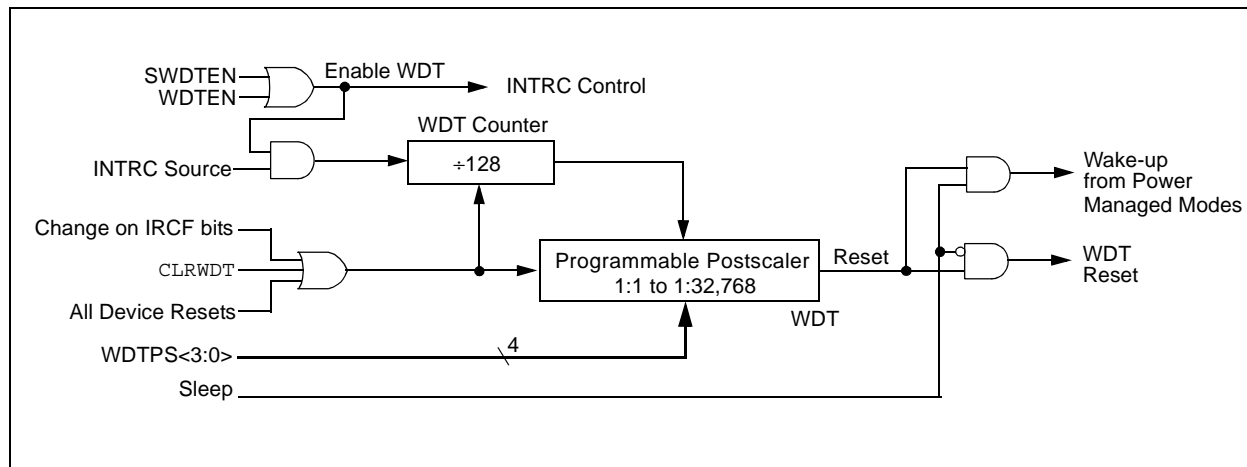 SWDTEN
Enable WDT
WDTEN
INTRC Control
WDT Counter
INTRC Source
÷128
Wake-up
from Power
Managed Modes
Change on IRCF bits
CLRWDT
Programmable Postscaler
1:1 to 1:32,768
Reset
WDT
Reset
All Device Resets
WDT
WDTPS<3:0>
4
Sleep